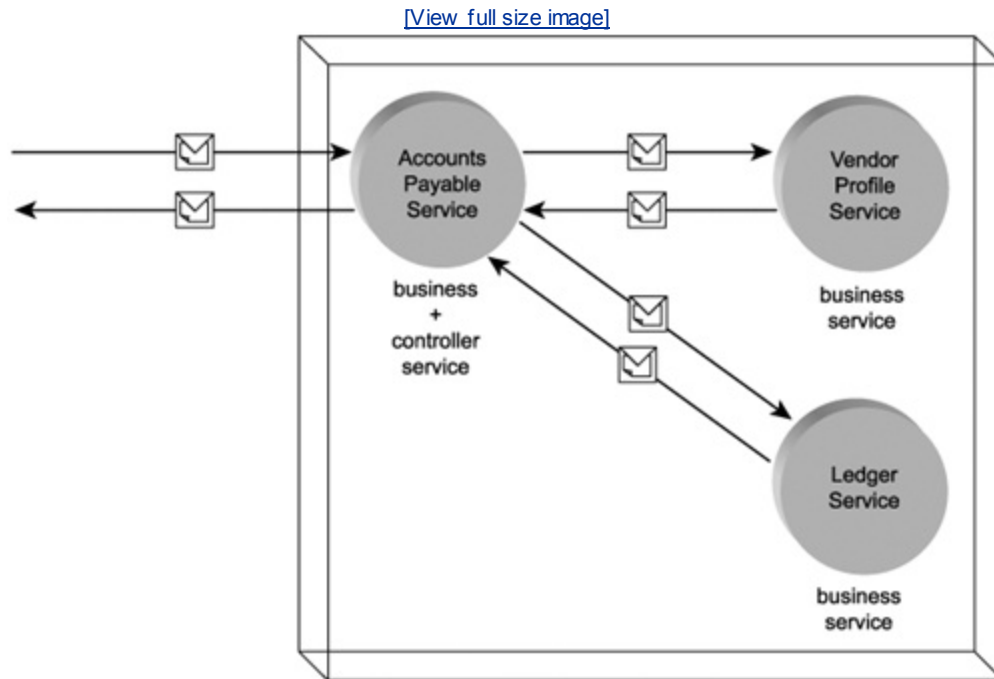 [View full size image]
Accounts
Payable
Service
business
+
controller
service
Vendor
Profile
Service
business
service
Ledger
Service
business
service